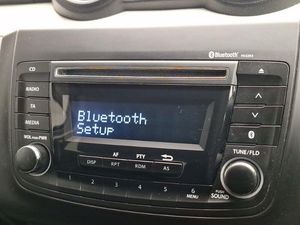 Bluetooth
CD
RADIO
TA
MEDIA
VOL PUSH PWR
Bluetooth
Setup
AF PTY
DISP RPT RDM AS
1 2 3 4 5 6
MENU
TUNE/FLD
PUSH
SOUND